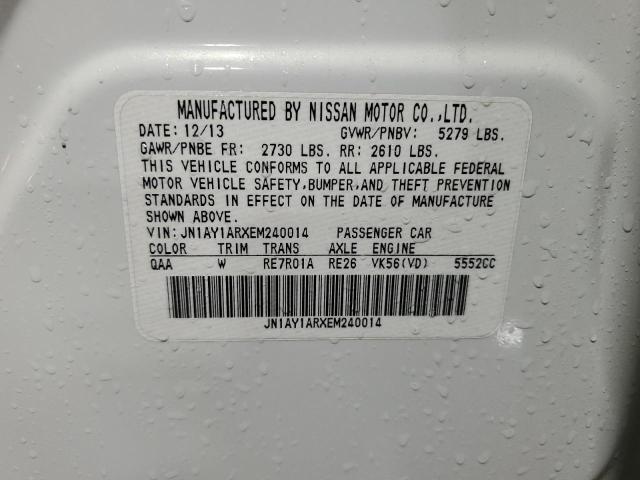 MANUFACTURED BY NISSAN MOTOR CO.,LTD.
DATE: 12/13 GVWR/PNBV: 5279 LBS.
GAWR/PNBE FR: 2730 LBS. RR: 2610 LBS.
THIS VEHICLE CONFORMS TO ALL APPLICABLE FEDERAL
MOTOR VEHICLE SAFETY,BUMPER,AND THEFT PREVENTION
STANDARDS IN EFFECT ON THE DATE OF MANUFACTURE
SHOWN ABOVE.
VIN: JN1AY1ARXEM240014 PASSENGER CAR
COLOR TRIM TRANS AXLE ENGINE
QAA W RE7R01A RE26 VK56(VD) 5552CC
JN1AY1ARXEM240014